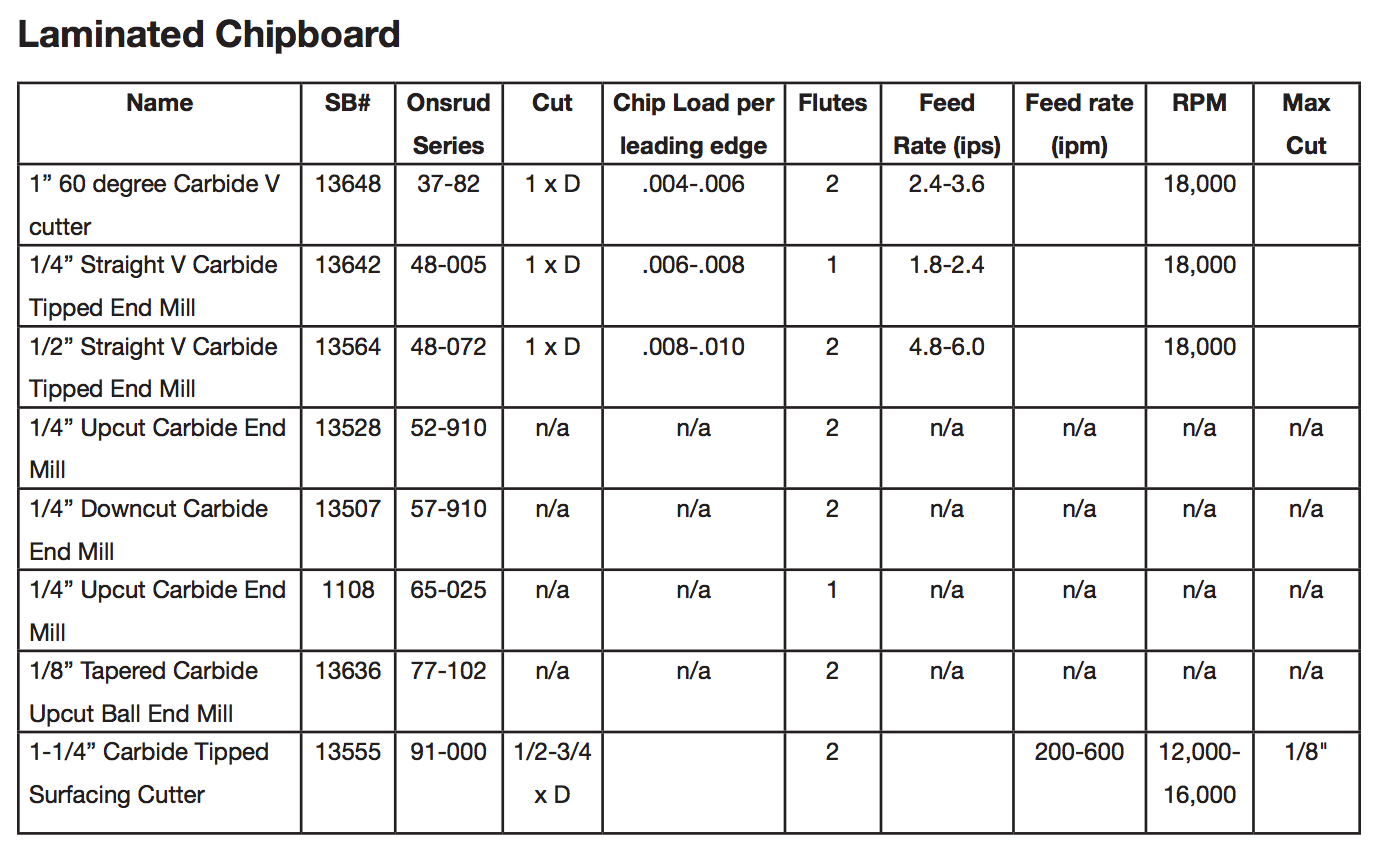 Laminated Chipboard
Name SB# Onsrud Series Cut Chip Load per leading edge Flutes Feed Rate (ips) Feed rate (ipm) RPM Max Cut
1” 60 degree Carbide V cutter 13648 37-82 1 x D .004-.006 2 2.4-3.6 18,000
1/4” Straight V Carbide Tipped End Mill 13642 48-005 1 x D .006-.008 1 1.8-2.4 18,000
1/2” Straight V Carbide Tipped End Mill 13564 48-072 1 x D .008-.010 2 4.8-6.0 18,000
1/4” Upcut Carbide End Mill 13528 52-910 n/a n/a 2 n/a n/a n/a n/a
1/4” Downcut Carbide End Mill 13507 57-910 n/a n/a 2 n/a n/a n/a n/a
1/4” Upcut Carbide End Mill 1108 65-025 n/a n/a 1 n/a n/a n/a n/a
1/8” Tapered Carbide Upcut Ball End Mill 13636 77-102 n/a n/a 2 n/a n/a n/a n/a
1-1/4” Carbide Tipped Surfacing Cutter 13555 91-000 1/2-3/4 x D 2 200-600 12,000-16,000 1/8"